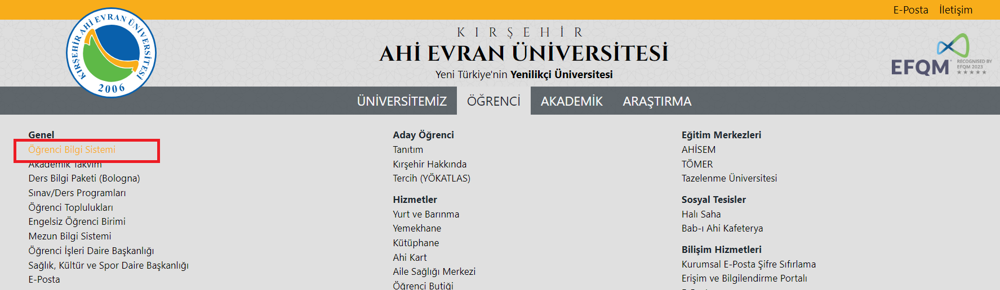 E-Posta İletişim
KIRŞEHİR AHİ EVRAN ÜNİVERSİTESİ
2006
KIRŞEHİR
AHİ EVRAN ÜNİVERSİTESİ
Yeni Türkiye'nin Yenilikçi Üniversitesi
EFQM
RECOGNISED BY
EFQM 2023
ÜNİVERSİTEMİZ ÖĞRENCİ AKADEMİK ARAŞTIRMA
Genel
Öğrenci Bilgi Sistemi
Akademik Takvim
Ders Bilgi Paketi (Bologna)
Sınav/Ders Programları
Öğrenci Toplulukları
Engelsiz Öğrenci Birimi
Mezun Bilgi Sistemi
Öğrenci İşleri Daire Başkanlığı
Sağlık, Kültür ve Spor Daire Başkanlığı
E-Posta
Aday Öğrenci
Tanıtım
Kırşehir Hakkında
Tercih (YÖKATLAS)
Hizmetler
Yurt ve Barınma
Yemekhane
Kütüphane
Ahi Kart
Aile Sağlığı Merkezi
Öğrenci Butiği
Eğitim Merkezleri
AHİSEM
TÖMER
Tazelenme Üniversitesi
Sosyal Tesisler
Halı Saha
Bab-ı Ahi Kafeterya
Bilişim Hizmetleri
Kurumsal E-Posta Şifre Sıfırlama
Erişim ve Bilgilendirme Portalı